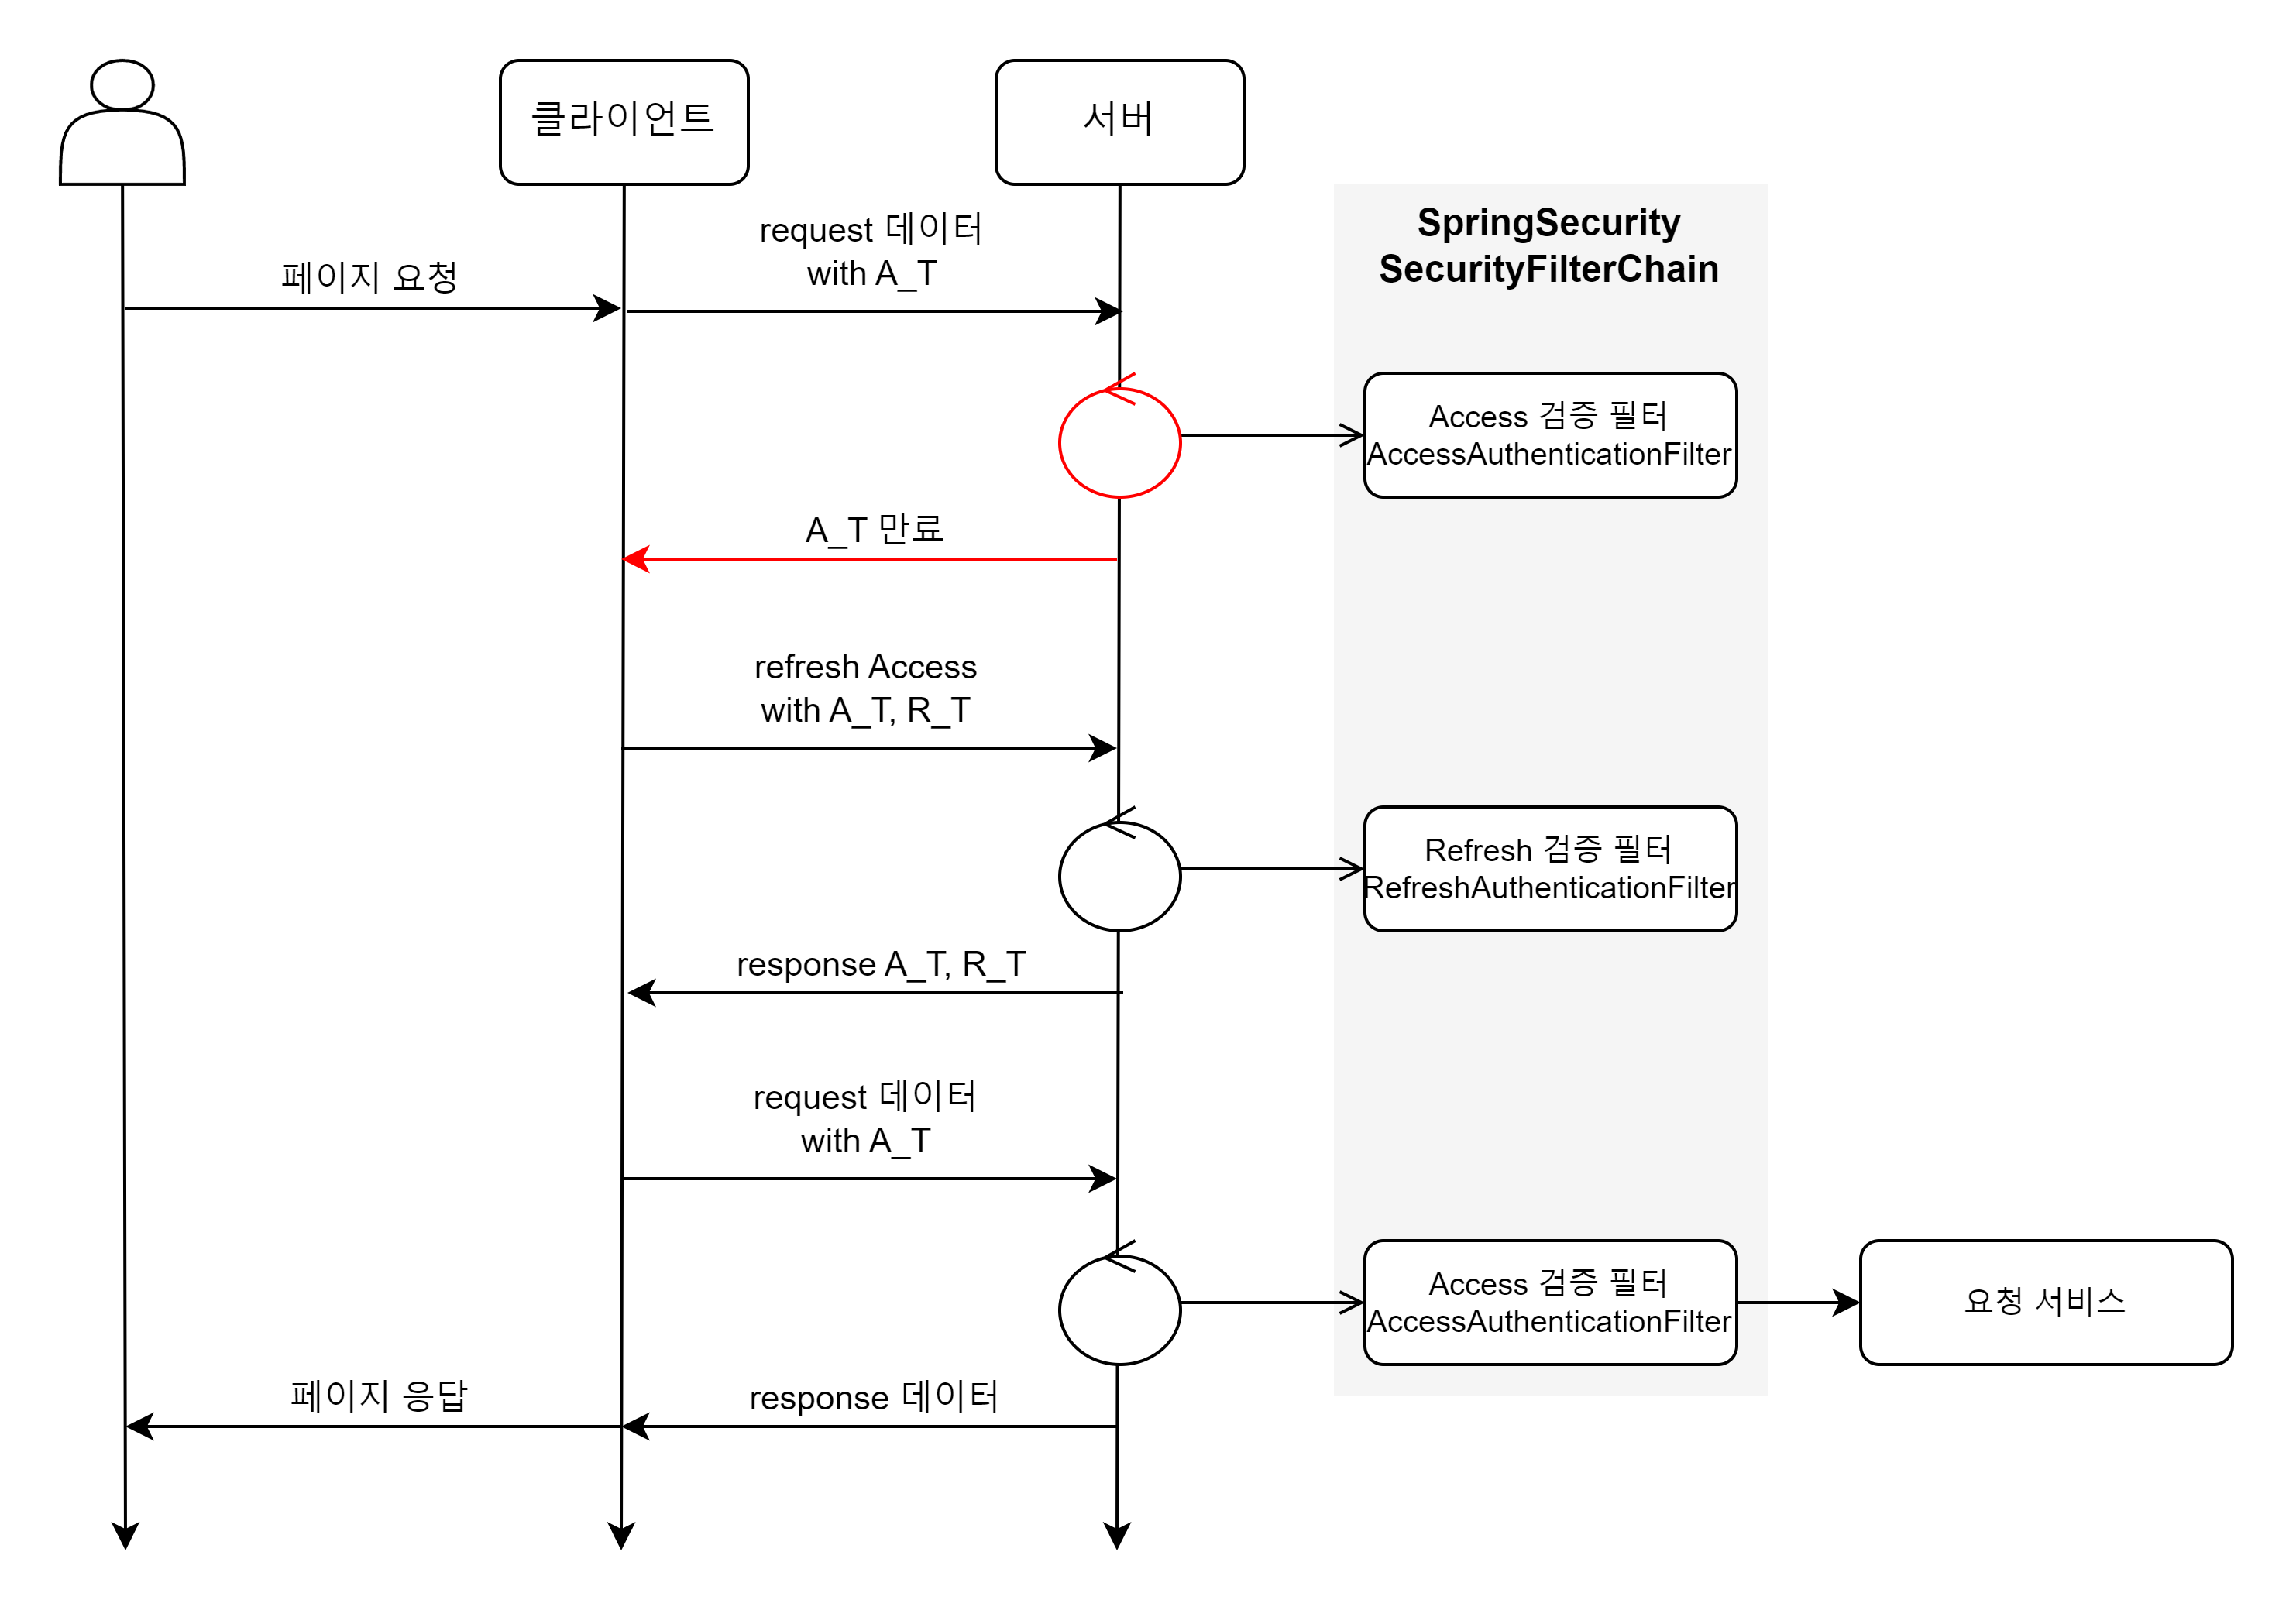 클라이언트
서버
SpringSecurity
SecurityFilterChain
페이지 요청
request 데이터
with A_T
Access 검증 필터
AccessAuthenticationFilter
A_T 만료
refresh Access
with A_T, R_T
Refresh 검증 필터
RefreshAuthenticationFilter
response A_T, R_T
request 데이터
with A_T
Access 검증 필터
AccessAuthenticationFilter
요청 서비스
페이지 응답
response 데이터